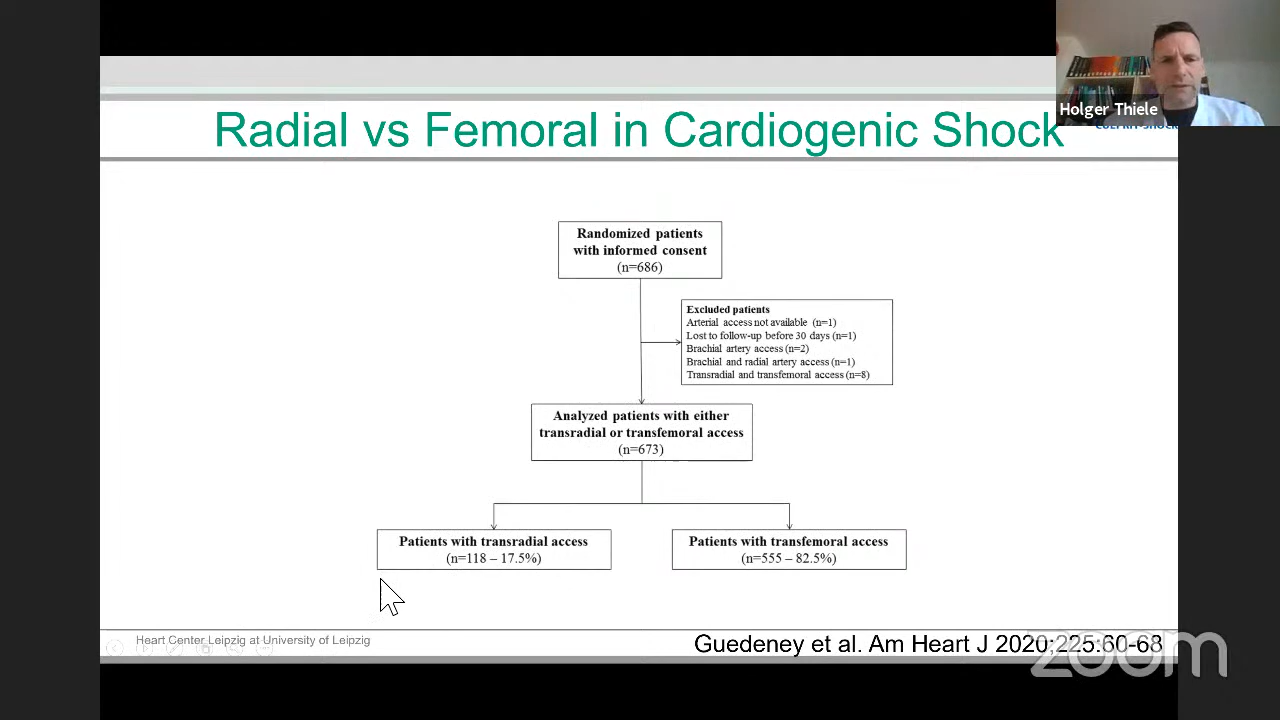 Holger Thiele
Radial vs Femoral in Cardiogenic Shock
Randomized patients
with informed consent
(n=686)
Excluded patients
Arterial access not available (n=1)
Lost to follow-up before 30 days (n=1)
Brachial artery access (n=2)
Brachial and radial artery access (n=1)
Transradial and transfemoral access (n=8)
Analyzed patients with either
transradial or transfemoral access
(n=673)
Patients with transradial access
(n=118 – 17.5%)
Patients with transfemoral access
(n=555 – 82.5%)
Heart Center Leipzig at University of Leipzig
Guedeney et al. Am Heart J 2020;225:60-68
zoom